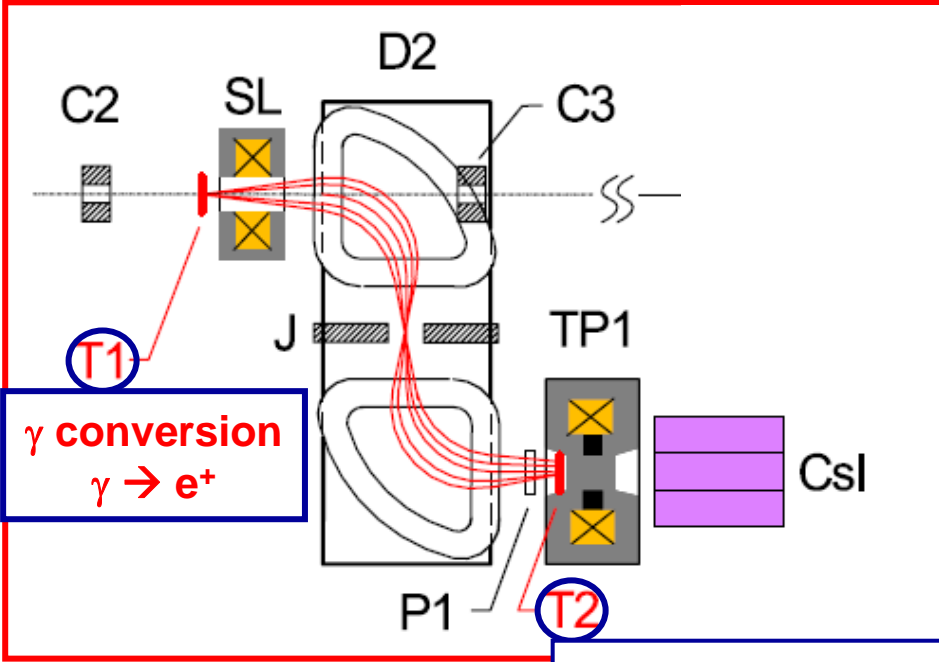 D2
C2
SL
C3
J
TP1
T1
γ conversion
γ → e⁺
CsI
P1
T2